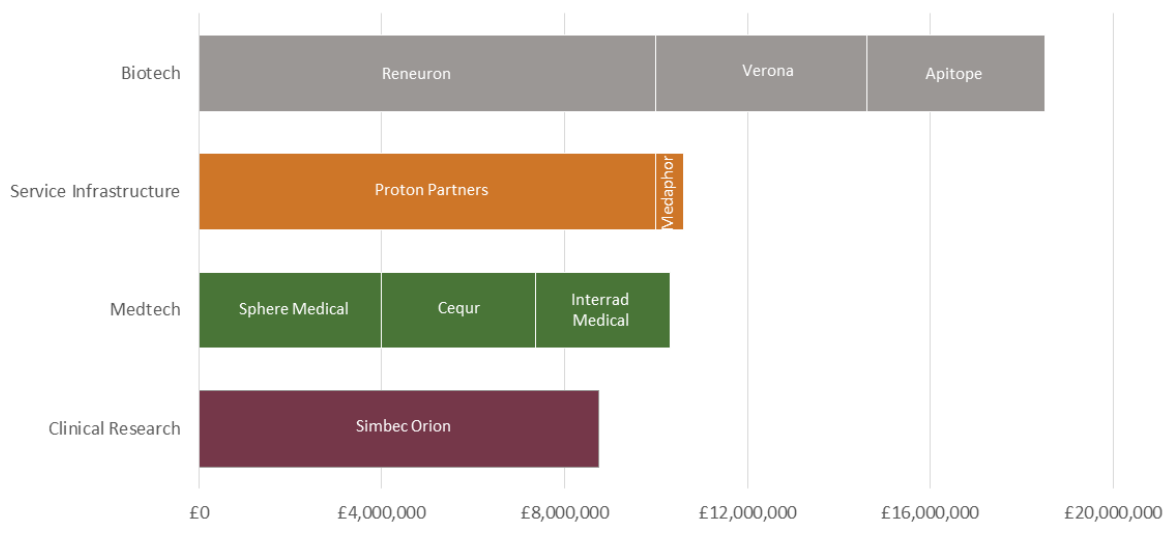 Biotech
Reneuron
Verona
Apitope
Service Infrastructure
Proton Partners
Medaphor
Medtech
Sphere Medical
Cequr
Interrad
Medical
Clinical Research
Simbec Orion
£0
£4,000,000
£8,000,000
£12,000,000
£16,000,000
£20,000,000